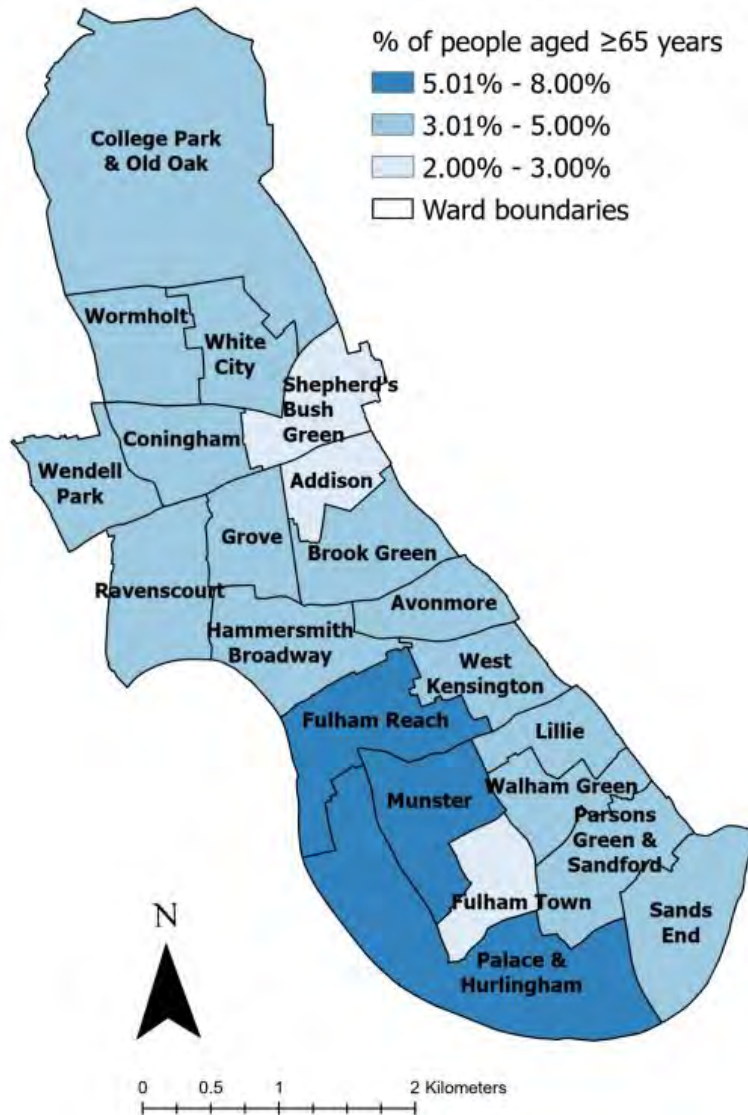 % of people aged ≥65 years
5.01% - 8.00%
3.01% - 5.00%
2.00% - 3.00%
Ward boundaries
College Park
& Old Oak
Wormholt
White
City
Shepherd's
Bush
Green
Coningham
Wendell
Park
Addison
Grove
Brook Green
Ravenscourt
Avonmore
Hammersmith
Broadway
West
Kensington
Fulham Reach
Lillie
Walham Green
Munster
Parsons
Green &
Sandford
Fulham Town
Sands
End
Palace &
Hurlingham
N
0 0.5 1 2 Kilometers